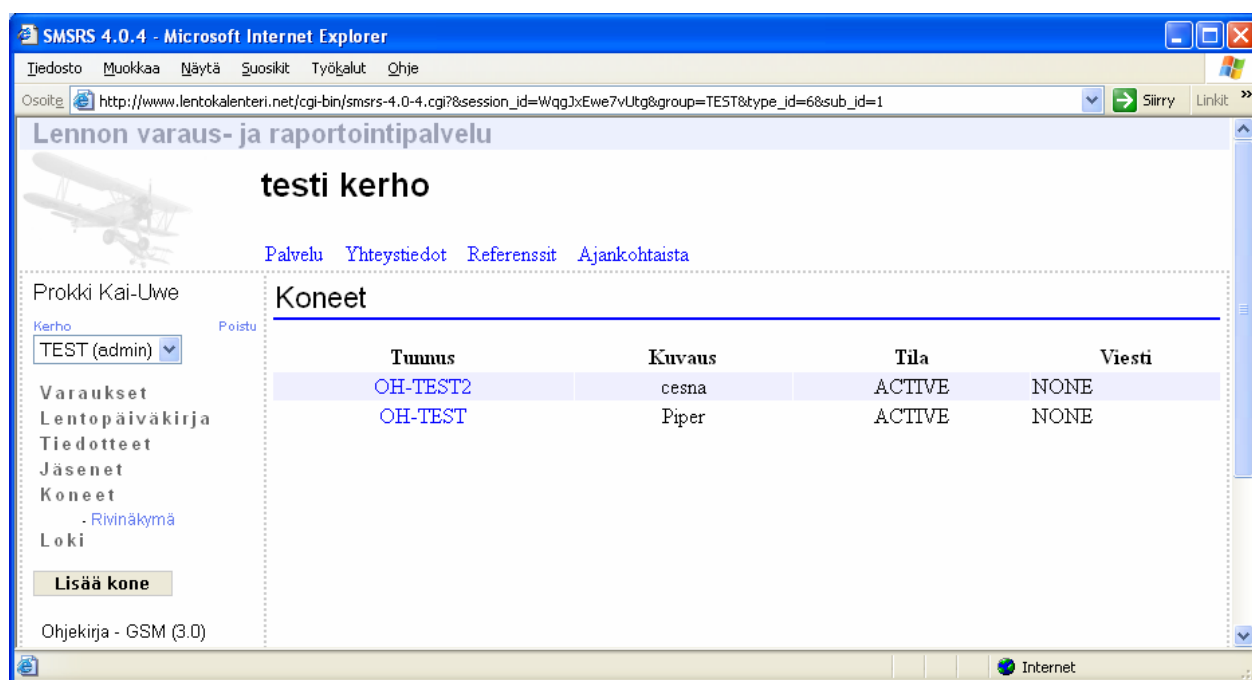 SMSRS 4.0.4 - Microsoft Internet Explorer
Tiedosto Muokkaa Näytä Suosikit Työkalut Ohje
Osoite http://www.lentokalenteri.net/cgi-bin/smsrs-4.0-4.cgi?&session_id=WqgJxEwe7vUtg&group=TEST&type_id=6&sub_id=1 Siirry Linkit »
Lennon varaus- ja raportointipalvelu
testi kerho
Palvelu Yhteystiedot Referenssit Ajankohtaista
Prokki Kai-Uwe
Kerho Poistu
TEST (admin)
Varaukset
Lentopäiväkirja
Tiedotteet
Jäsenet
Koneet
- Rivinäkymä
Loki
Lisää kone
Ohjekirja - GSM (3.0)
Koneet
Tunnus Kuvaus Tila Viesti
OH-TEST2 cesna ACTIVE NONE
OH-TEST Piper ACTIVE NONE
Internet